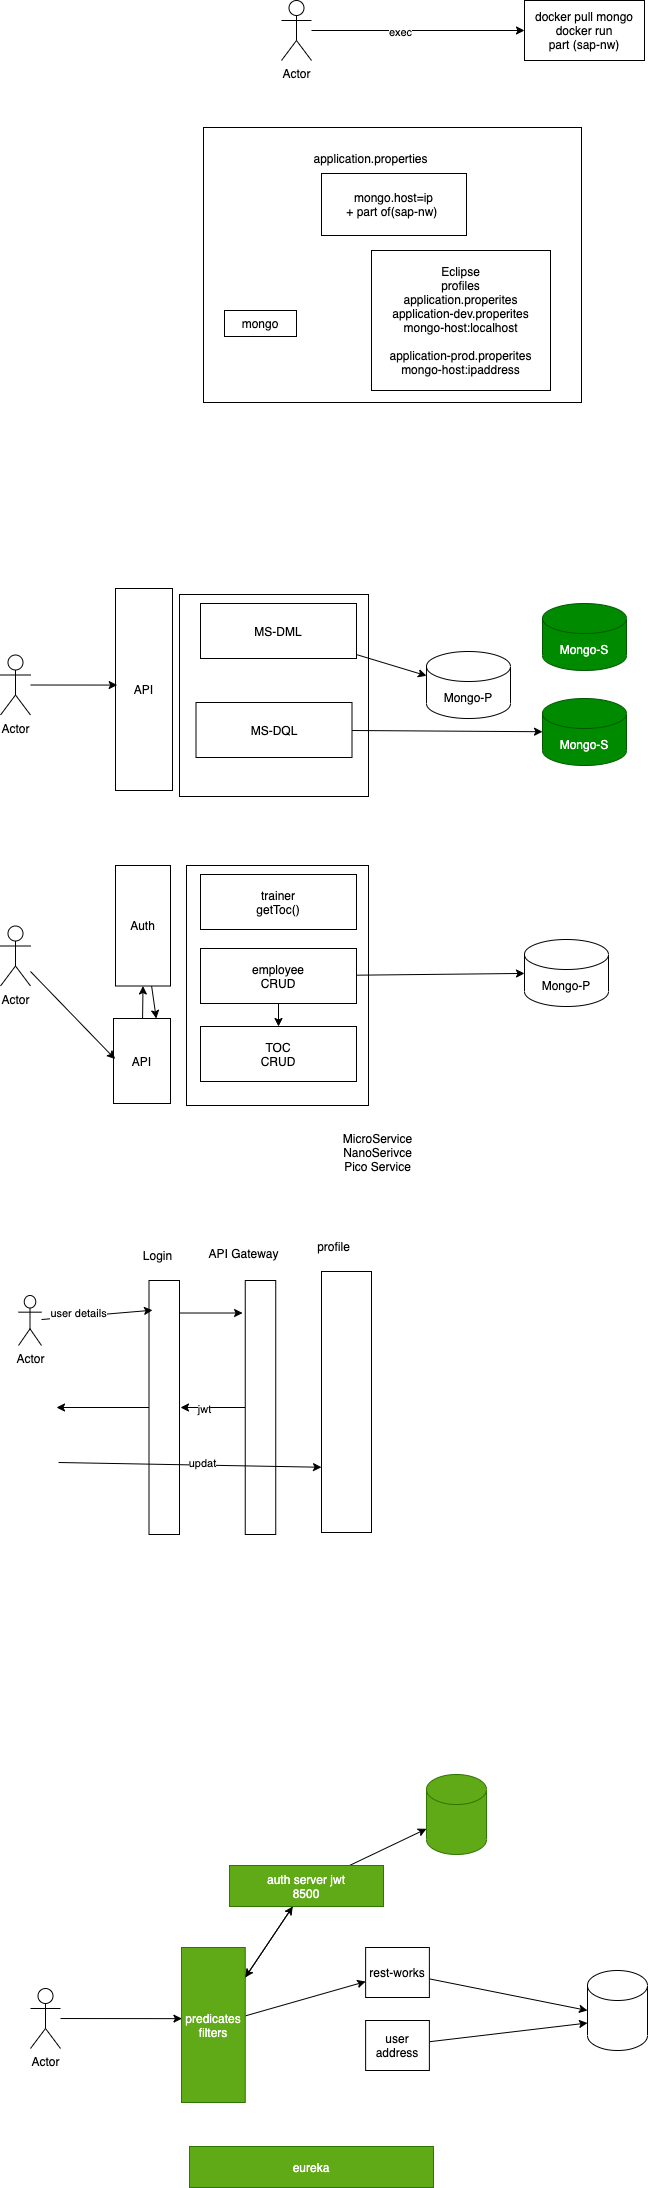 docker pull mongo
docker run
part (sap-nw)
exec
Actor
application.properties
mongo.host=ip
+ part of(sap-nw)
Eclipse
profiles
application.properites
application-dev.properites
mongo-host:localhost
application-prod.properites
mongo-host:ipaddress
mongo
MS-DML
Mongo-S
API
Mongo-P
Actor
MS-DQL
Mongo-S
trainer
getToc()
Auth
employee
CRUD
Mongo-P
Actor
TOC
CRUD
API
MicroService
NanoSerivce
Pico Service
Login
API Gateway
profile
user details
Actor
jwt
updat
auth server jwt
8500
rest-works
predicates
filters
user
address
Actor
eureka